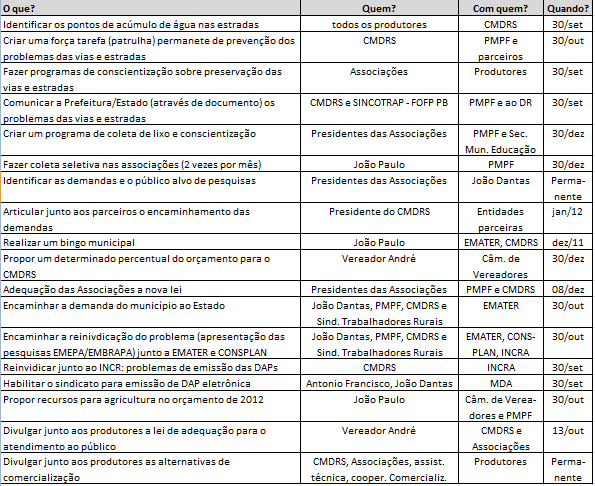 O que? Quem? Com quem? Quando?
Identificar os pontos de acúmulo de água nas estradas todos os produtores CMDRS 30/set
Criar uma força tarefa (patrulha) permanete de prevenção dos CMDRS PMPF e 30/out
problemas das vias e estradas parceiros
Fazer programas de conscientização sobre preservação das Associações Produtores 30/set
vias e estradas
Comunicar a Prefeitura/Estado (através de documento) os CMDRS e SINCOTRAP - FOFP PB PMPF e ao DR 30/set
problemas das vias e estradas
Criar um programa de coleta de lixo e conscientização Presidentes das Associações PMPF e Sec. 30/dez
Mun. Educação
Fazer coleta seletiva nas associações (2 vezes por mês) João Paulo PMPF 30/dez
Identificar as demandas e o público alvo de pesquisas Presidentes das Associações João Dantas Perma-
nente
Articular junto aos parceiros o encaminhamento das Presidente do CMDRS Entidades jan/12
demandas parceiras
Realizar um bingo municipal João Paulo EMATER, CMDRS dez/11
Propor um determinado percentual do orçamento para o Vereador André Câm. de 30/dez
CMDRS Vereadores
Adequação das Associações a nova lei Presidentes das Associações PMPF e CMDRS 08/dez
Encaminhar a demanda do município ao Estado João Dantas, PMPF, CMDRS e EMATER 30/out
Sind. Trabalhadores Rurais
Encaminhar a reinivdicação do problema (apresentação das João Dantas, PMPF, CMDRS e EMATER, CONS- 30/out
pesquisas EMEPA/EMBRAPA) junto a EMATER e CONSPLAN Sind. Trabalhadores Rurais PLAN, INCRA
Reinvidicar junto ao INCR: problemas de emissão das DAPs CMDRS INCRA 30/set
Habilitar o sindicato para emissão de DAP eletrônica Antonio Francisco, João Dantas MDA 30/set
Propor recursos para agricultura no orçamento de 2012 João Paulo Câm. de Verea- 30/out
dores e PMPF
Divulgar junto aos produtores a lei de adequação para o Vereador André CMDRS e 13/out
atendimento ao público Associações
Divulgar junto aos produtores as alternativas de CMDRS, Associações, assist. Produtores Perma-
comercialização técnica, cooper. Comercializ. nente